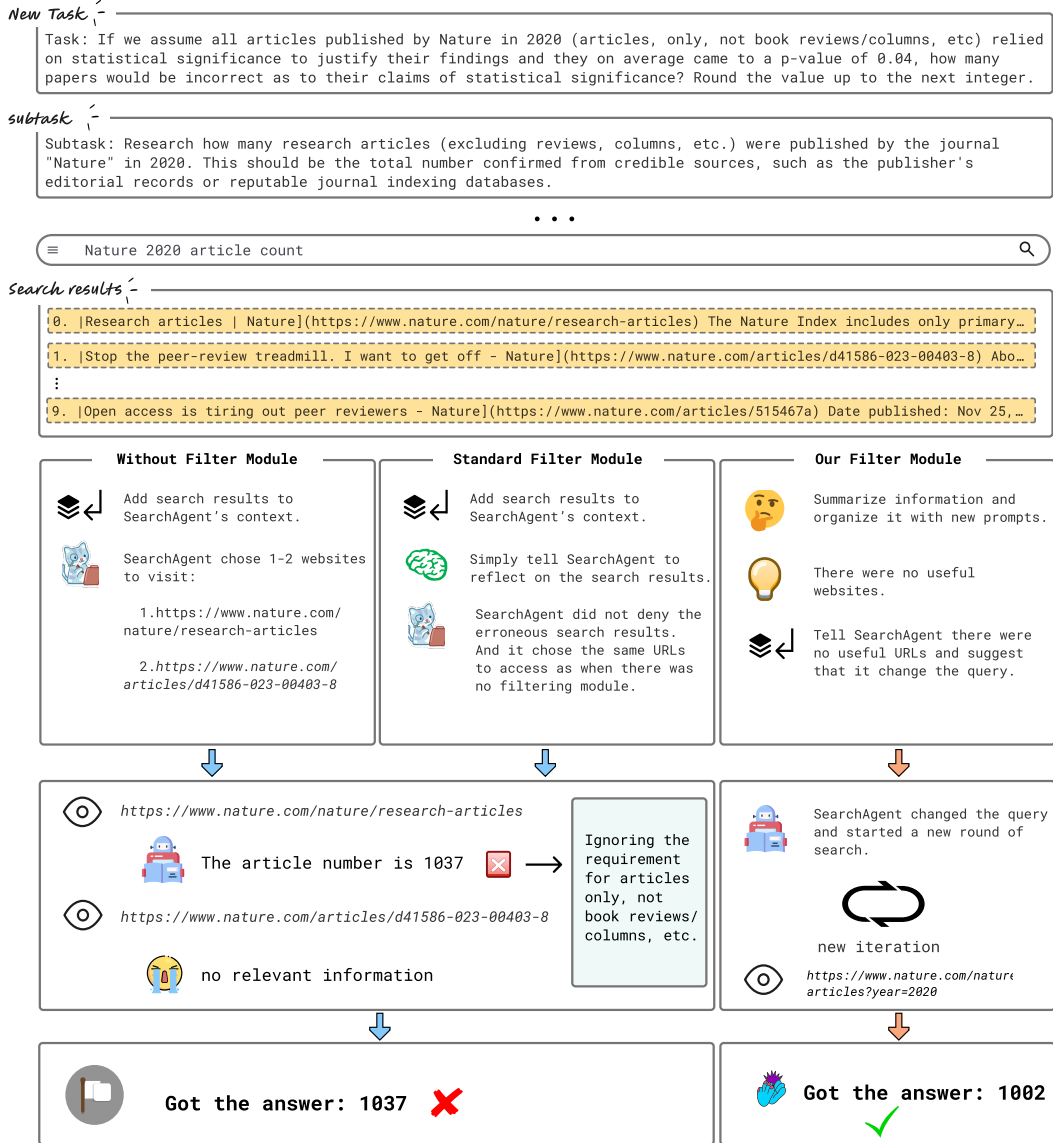 New Task
Task: If we assume all articles published by Nature in 2020 (articles, only, not book reviews/columns, etc) relied
on statistical significance to justify their findings and they on average came to a p-value of 0.04, how many
papers would be incorrect as to their claims of statistical significance? Round the value up to the next integer.
subtask
Subtask: Research how many research articles (excluding reviews, columns, etc.) were published by the journal
"Nature" in 2020. This should be the total number confirmed from credible sources, such as the publisher's
editorial records or reputable journal indexing databases.
...
Nature 2020 article count
Search results
0. |Research articles | Nature](https://www.nature.com/nature/research-articles) The Nature Index includes only primary…
1. |Stop the peer-review treadmill. I want to get off - Nature](https://www.nature.com/articles/d41586-023-00403-8) Abo…
⋮
9. |Open access is tiring out peer reviewers - Nature](https://www.nature.com/articles/515467a) Date published: Nov 25,…
Without Filter Module
Add search results to
SearchAgent’s context.
SearchAgent chose 1-2 websites
to visit:
1.https://www.nature.com/
nature/research-articles
2.https://www.nature.com/
articles/d41586-023-00403-8
Standard Filter Module
Add search results to
SearchAgent’s context.
Simply tell SearchAgent to
reflect on the search results.
SearchAgent did not deny the
erroneous search results.
And it chose the same URLs
to access as when there was
no filtering module.
Our Filter Module
Summarize information and
organize it with new prompts.
There were no useful
websites.
Tell SearchAgent there were
no useful URLs and suggest
that it change the query.
https://www.nature.com/nature/research-articles
The article number is 1037
https://www.nature.com/articles/d41586-023-00403-8
no relevant information
Ignoring the
requirement
for articles
only, not
book reviews/
columns, etc.
SearchAgent changed the query
and started a new round of
search.
new iteration
https://www.nature.com/nature
articles?year=2020
Got the answer: 1037
Got the answer: 1002